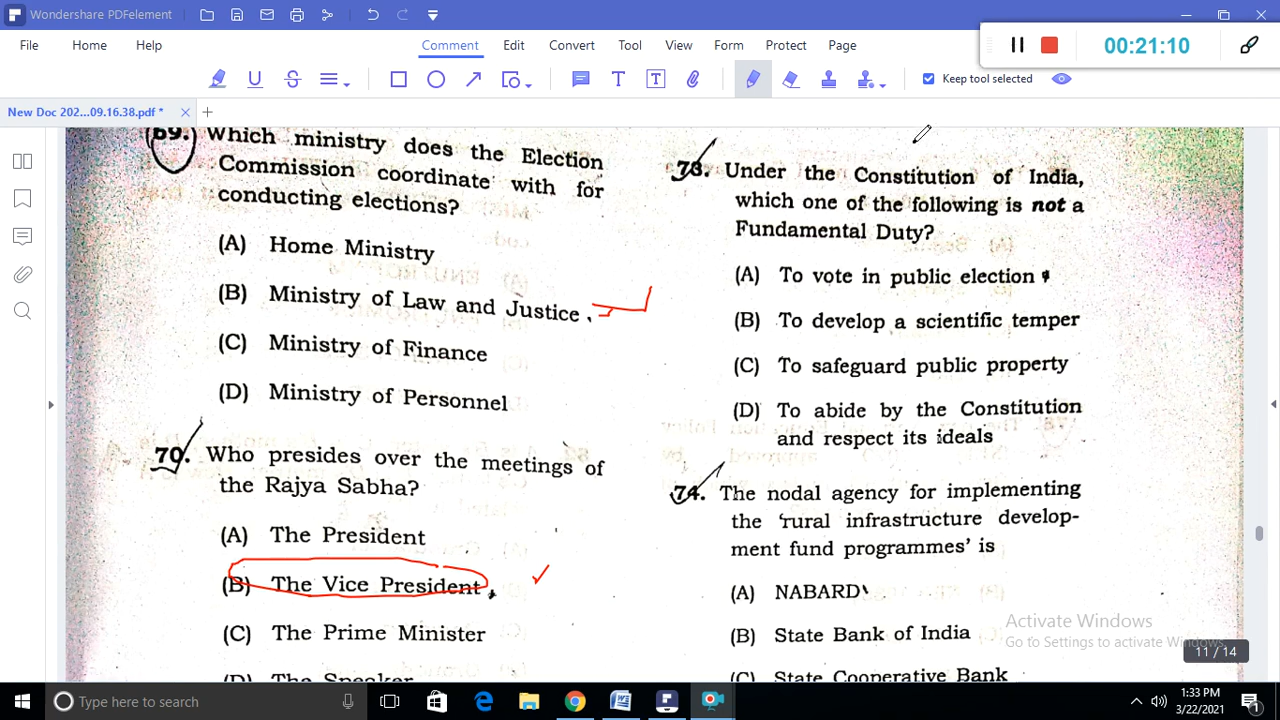 Wondershare PDFelement
File Home Help Comment Edit Convert Tool View Form Protect Page
00:21:10
Keep tool selected
New Doc 202...09.16.38.pdf *
69. Which ministry does the Election
Commission coordinate with for
conducting elections?
(A) Home Ministry
(B) Ministry of Law and Justice
(C) Ministry of Finance
(D) Ministry of Personnel
70. Who presides over the meetings of
the Rajya Sabha?
(A) The President
(B) The Vice President
(C) The Prime Minister
(D) The Speaker
73. Under the Constitution of India,
which one of the following is not a
Fundamental Duty?
(A) To vote in public election
(B) To develop a scientific temper
(C) To safeguard public property
(D) To abide by the Constitution
and respect its ideals
74. The nodal agency for implementing
the 'rural infrastructure develop-
ment fund programmes' is
(A) NABARD
(B) State Bank of India
(C) State Cooperative Bank
Activate Windows
Go to Settings to activate Windows
11 / 14
Type here to search
1:33 PM
3/22/2021